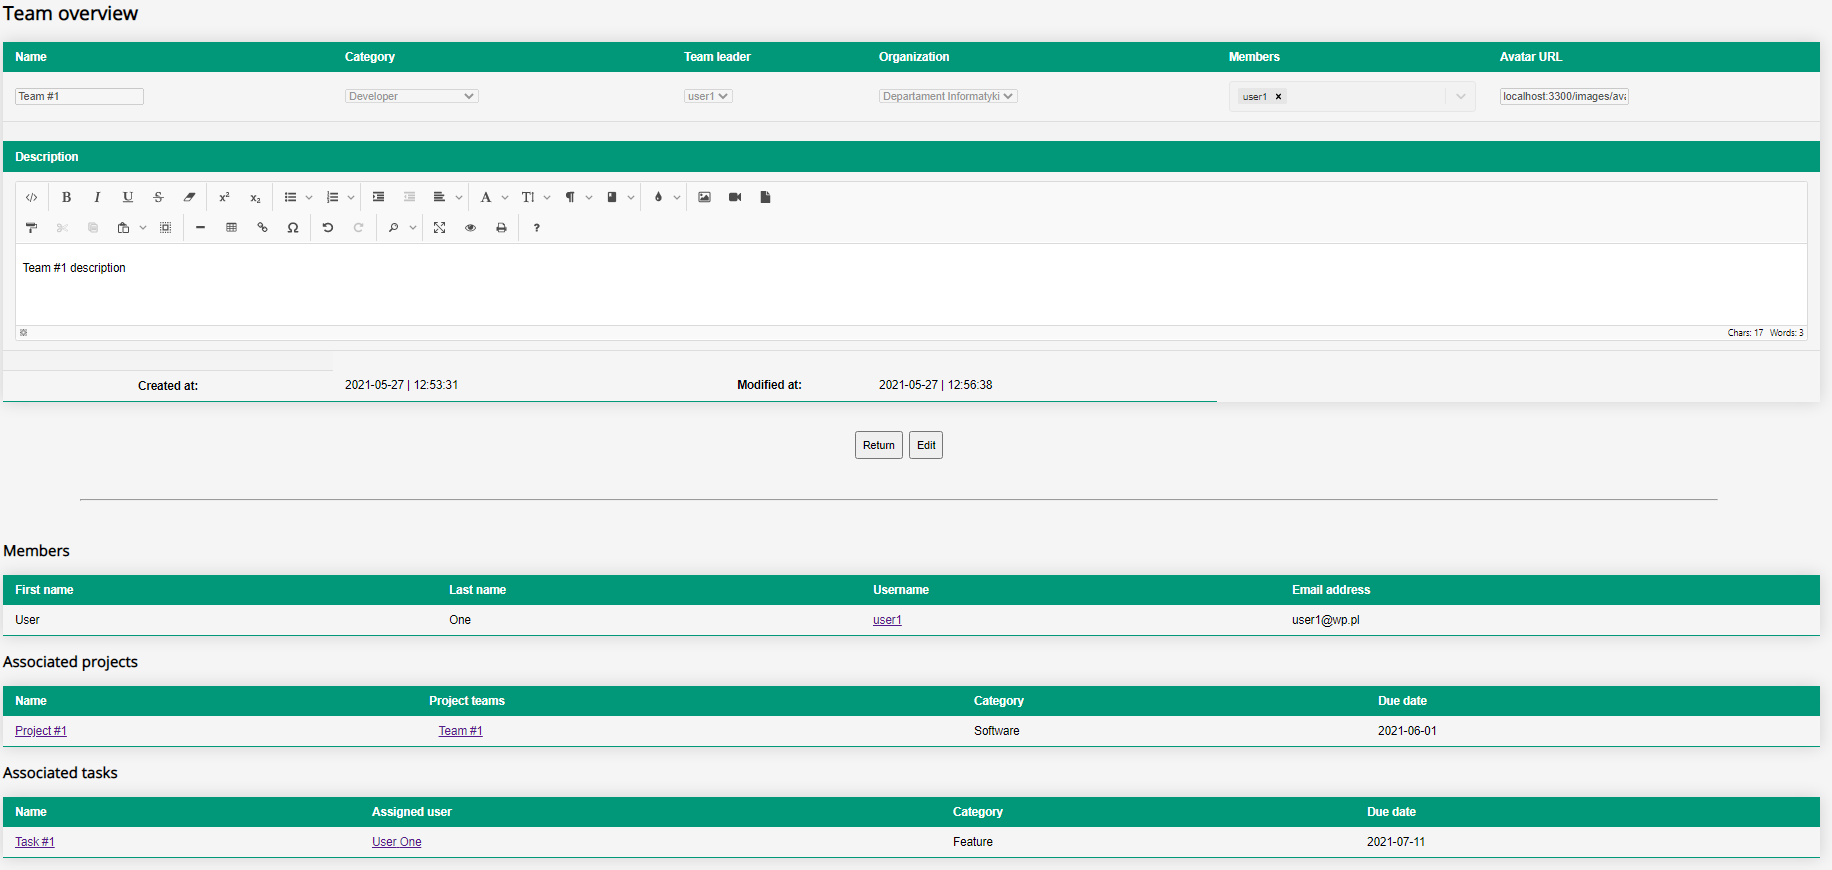 Team overview
Name Category Team leader Organization Members Avatar URL
Team #1 Developer user1 Departament Informatyki user1 × localhost:3300/images/ava
Description
Team #1 description
Chars: 17 Words: 3
Created at: 2021-05-27 | 12:53:31 Modified at: 2021-05-27 | 12:56:38
Return Edit
Members
First name Last name Username Email address
User One user1 user1@wp.pl
Associated projects
Name Project teams Category Due date
Project #1 Team #1 Software 2021-06-01
Associated tasks
Name Assigned user Category Due date
Task #1 User One Feature 2021-07-11